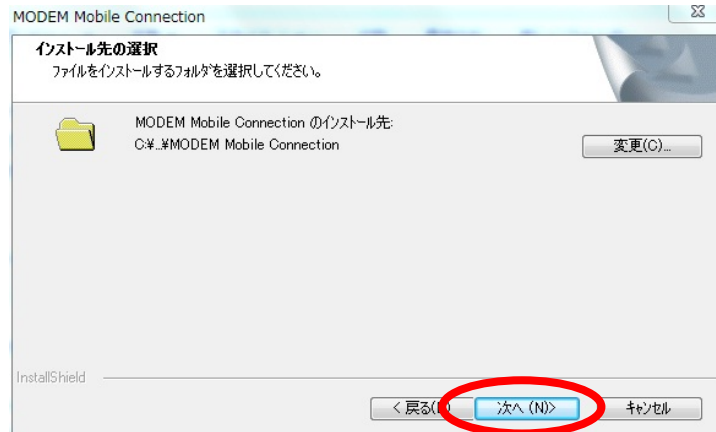 MODEM Mobile Connection
インストール先の選択
ファイルをインストールするフォルダを選択してください。
MODEM Mobile Connection のインストール先:
C:¥...¥MODEM Mobile Connection
変更(C)...
InstallShield
< 戻る(
次へ (N)>
キャンセル